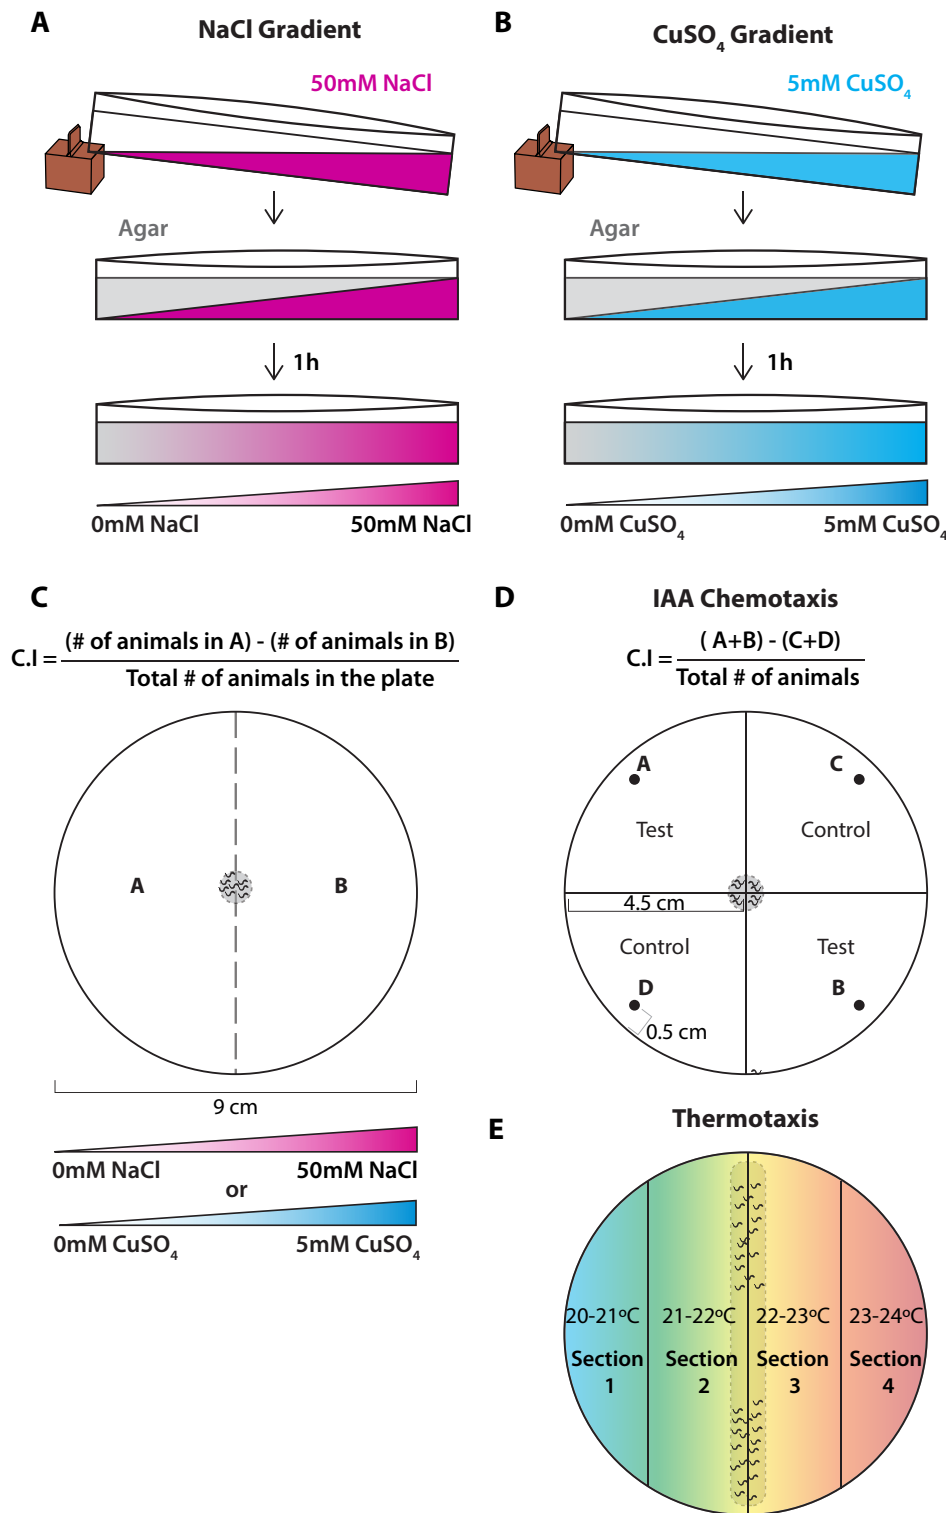 A
NaCl Gradient
50mM NaCl
Agar
1h
0mM NaCl
50mM NaCl
B
CuSO₄ Gradient
5mM CuSO₄
Agar
1h
0mM CuSO₄
5mM CuSO₄
C
C.I = (# of animals in A) - (# of animals in B)
Total # of animals in the plate
A
B
9 cm
0mM NaCl
50mM NaCl
or
0mM CuSO₄
5mM CuSO₄
D
IAA Chemotaxis
C.I = ( A+B) - (C+D)
Total # of animals
A
C
Test
Control
4.5 cm
Control
Test
D
B
0.5 cm
E
Thermotaxis
20-21ºC
21-22ºC
22-23ºC
23-24ºC
Section
1
Section
2
Section
3
Section
4